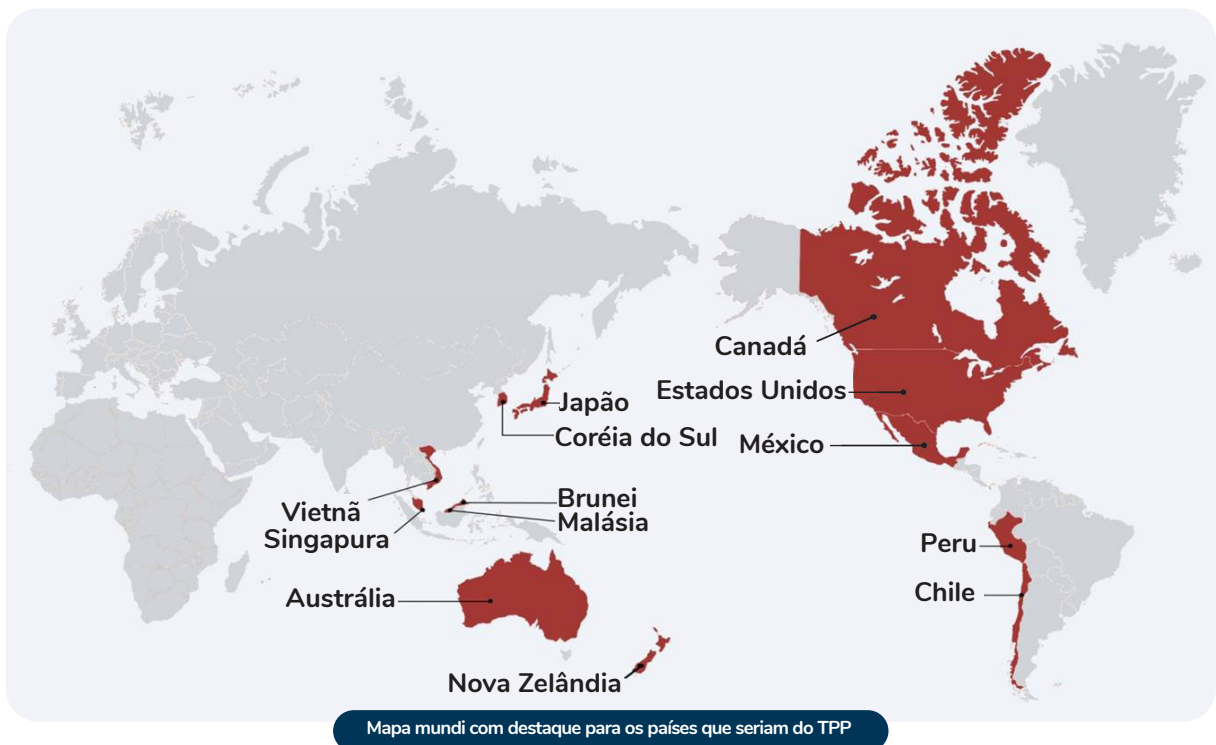 Canadá
Estados Unidos
Japão
Coréia do Sul
México
Vietnã
Singapura
Brunei
Malásia
Peru
Chile
Austrália
Nova Zelândia
Mapa mundi com destaque para os países que seriam do TPP